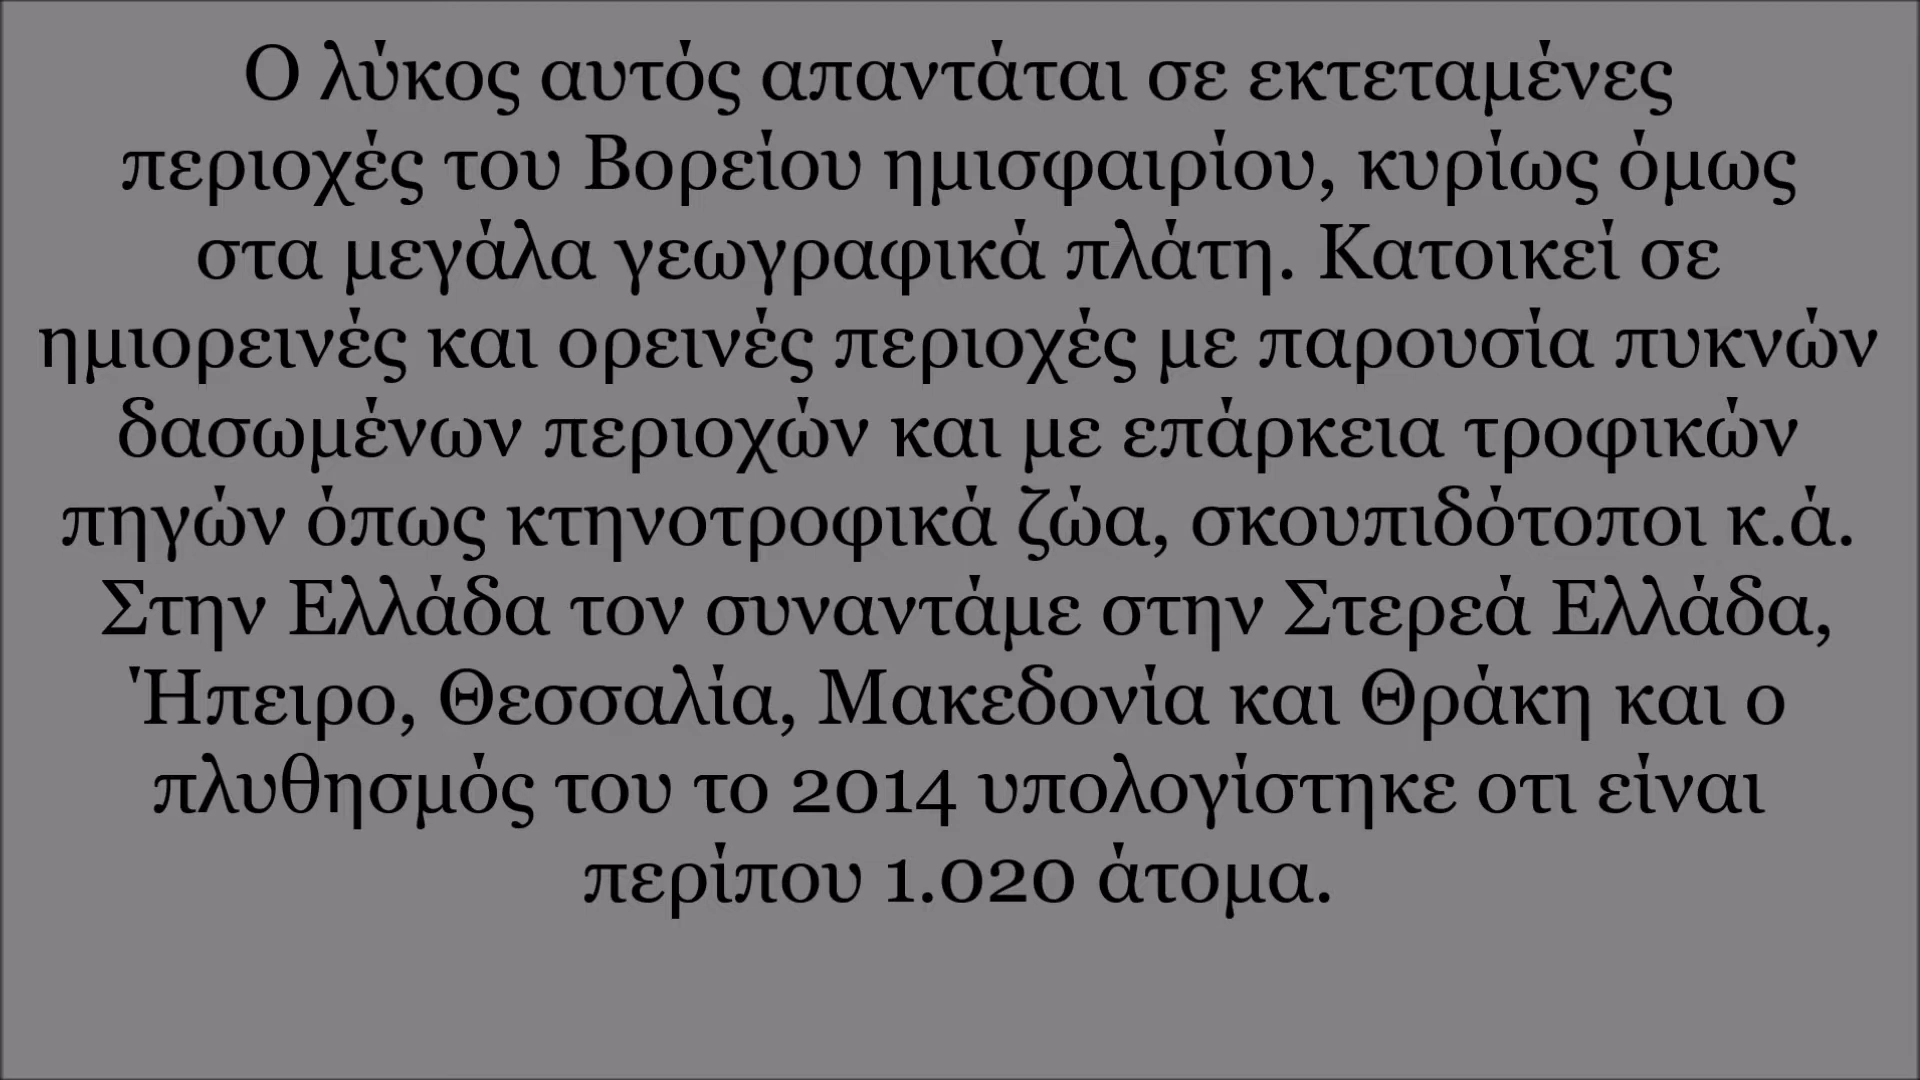 Ο λύκος αυτός απαντάται σε εκτεταμένες
περιοχές του Βορείου ημισφαιρίου, κυρίως όμως
στα μεγάλα γεωγραφικά πλάτη. Κατοικεί σε
ημιορεινές και ορεινές περιοχές με παρουσία πυκνών
δασωμένων περιοχών και με επάρκεια τροφικών
πηγών όπως κτηνοτροφικά ζώα, σκουπιδότοποι κ.ά.
Στην Ελλάδα τον συναντάμε στην Στερεά Ελλάδα,
Ήπειρο, Θεσσαλία, Μακεδονία και Θράκη και ο
πλυθησμός του το 2014 υπολογίστηκε οτι είναι
περίπου 1.020 άτομα.